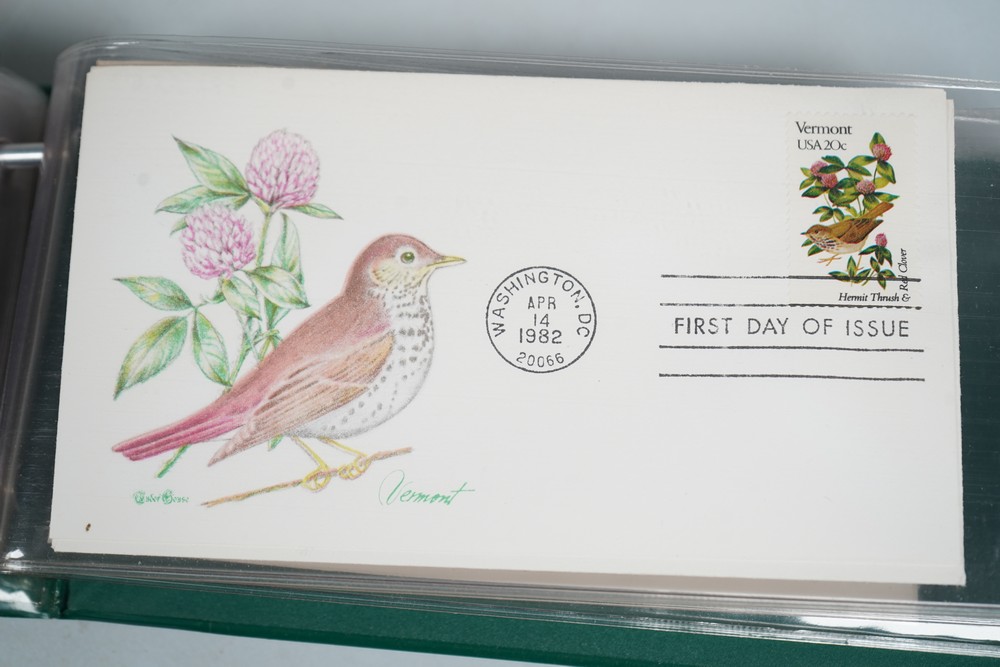 Vermont
USA 20c
Hermit Thrush &
Red Clover
WASHINGTON, DC
APR
14
1982
20066
FIRST DAY OF ISSUE
Vermont